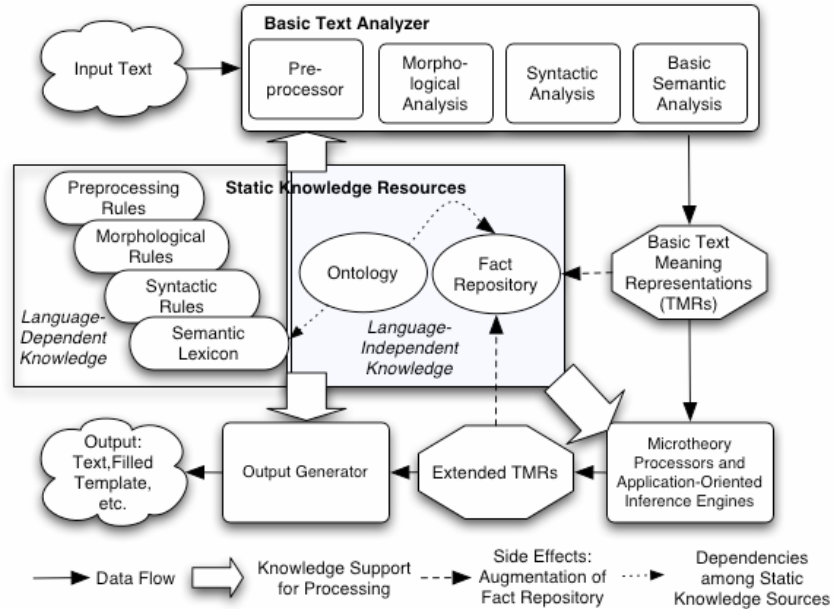 Basic Text Analyzer
Input Text
Pre-
processor
Morpho-
logical
Analysis
Syntactic
Analysis
Basic
Semantic
Analysis
Static Knowledge Resources
Preprocessing
Rules
Morphological
Rules
Syntactic
Rules
Semantic
Lexicon
Language-
Dependent
Knowledge
Ontology
Fact
Repository
Language-
Independent
Knowledge
Basic Text
Meaning
Representations
(TMRs)
Output:
Text,Filled
Template,
etc.
Output Generator
Extended TMRs
Microtheory
Processors and
Application-Oriented
Inference Engines
Data Flow
Knowledge Support
for Processing
Side Effects:
Augmentation of
Fact Repository
Dependencies
among Static
Knowledge Sources